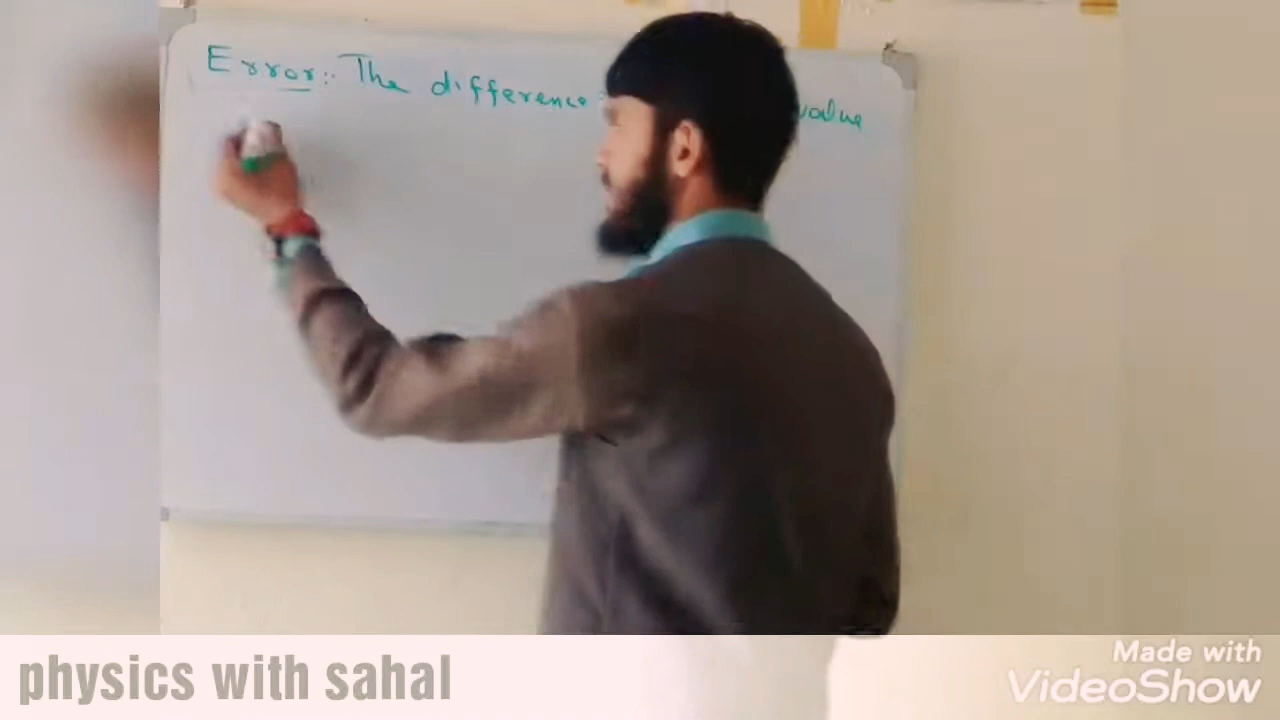 Error:- The difference value
physics with sahal
Made with
VideoShow